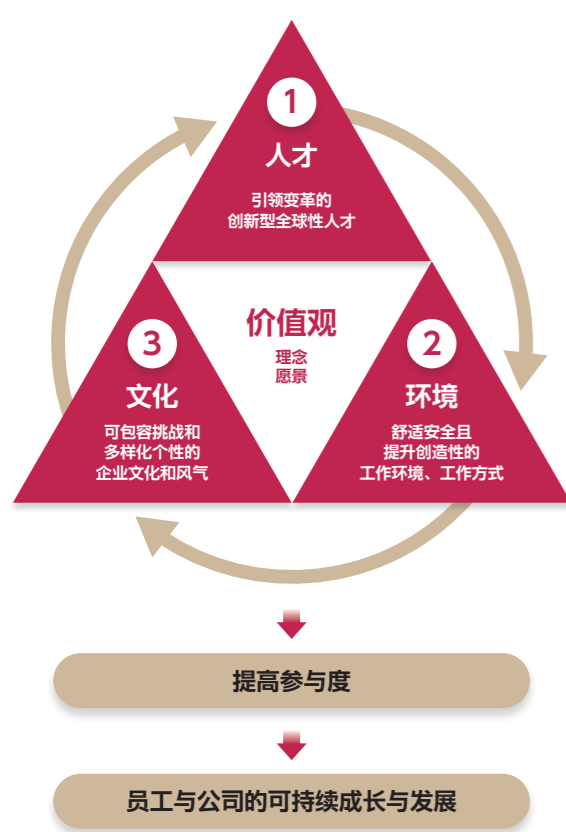 1
人才
引领变革的
创新型全球性人才
价值观
理念
愿景
3
文化
可包容挑战和
多样化个性的
企业文化和风气
2
环境
舒适安全且
提升创造性的
工作环境、工作方式
提高参与度
员工与公司的可持续成长与发展